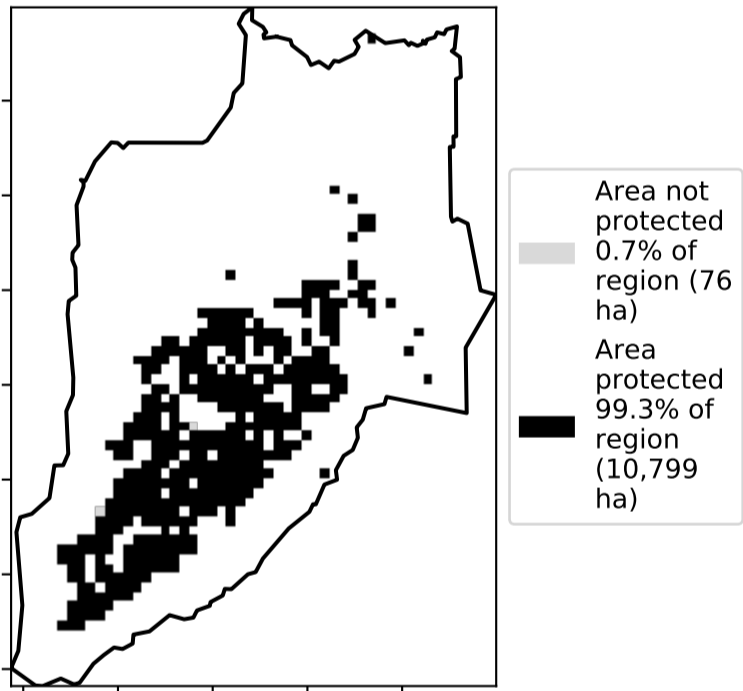 Area not
protected
0.7% of
region (76
ha)
Area
protected
99.3% of
region
(10,799
ha)